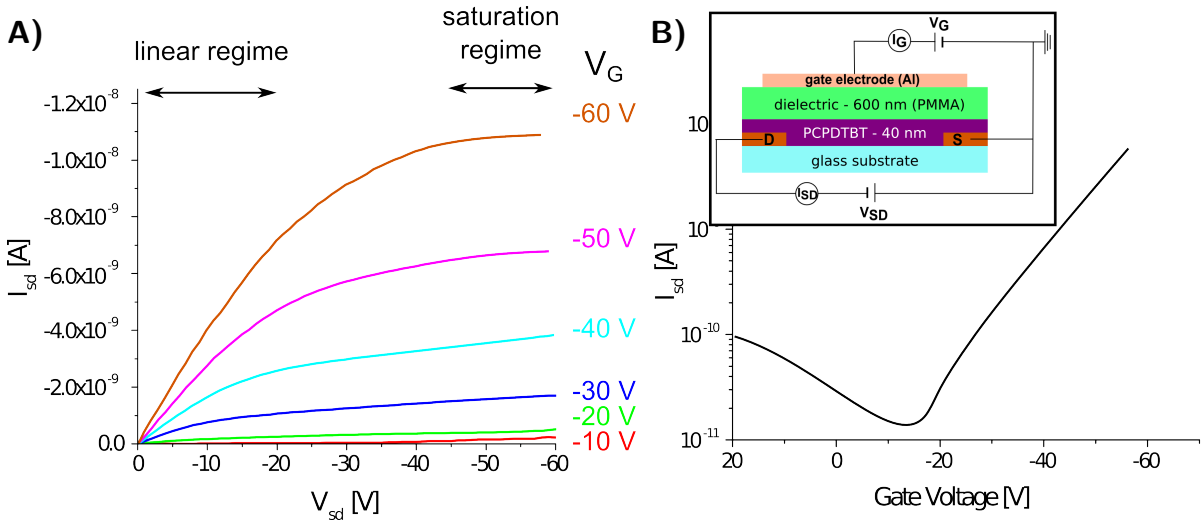 A)
linear regime
saturation
regime
V_G
-1.2x10⁻⁸
-1.0x10⁻⁸
-8.0x10⁻⁹
-6.0x10⁻⁹
-4.0x10⁻⁹
-2.0x10⁻⁹
0.0
I_sd [A]
-60 V
-50 V
-40 V
-30 V
-20 V
-10 V
0 -10 -20 -30 -40 -50 -60
V_sd [V]
B)
V_G
I_G
gate electrode (Al)
dielectric - 600 nm (PMMA)
PCPDTBT - 40 nm
D
S
glass substrate
I_SD
V_SD
I_sd [A]
10
10
10⁻¹⁰
10⁻¹¹
20 0 -20 -40 -60
Gate Voltage [V]